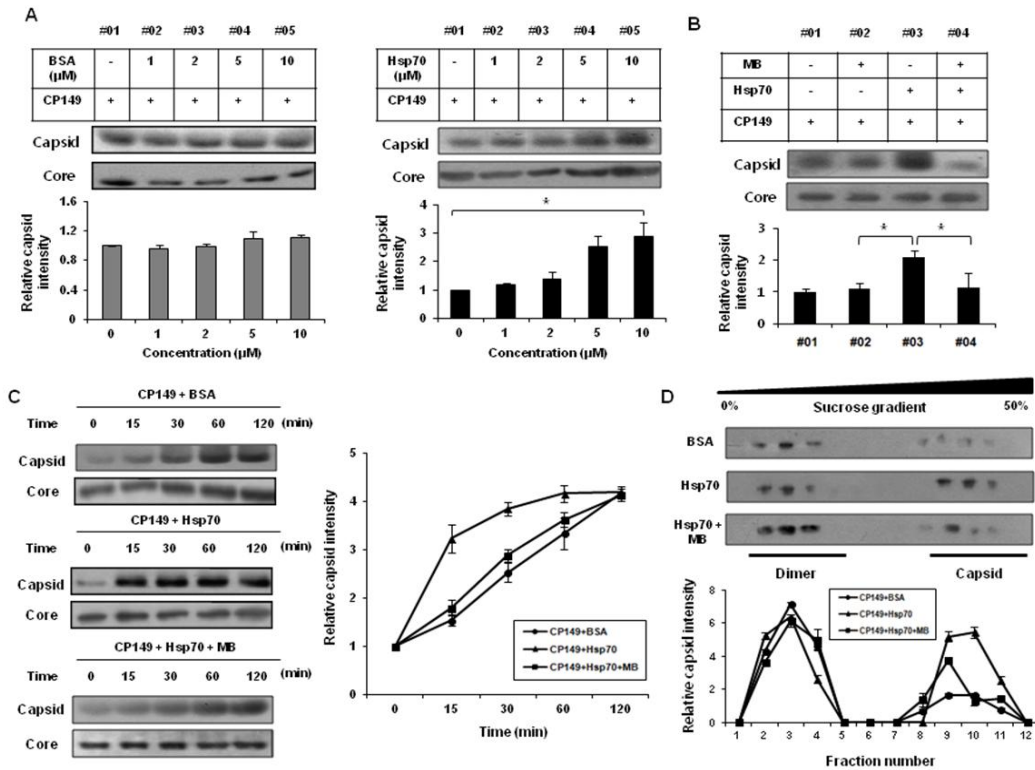 A
#01 #02 #03 #04 #05
BSA (µM) - 1 2 5 10
CP149 + + + + +
Capsid
Core
Relative capsid intensity
1.6
1.2
0.8
0.4
0
0 1 2 5 10
Concentration (µM)
#01 #02 #03 #04 #05
Hsp70 (µM) - 1 2 5 10
CP149 + + + + +
Capsid
Core
Relative capsid intensity
*
4
3
2
1
0
0 1 2 5 10
Concentration (µM)
B
#01 #02 #03 #04
MB - + - +
Hsp70 - - + +
CP149 + + + +
Capsid
Core
Relative capsid intensity
* *
3
2
1
0
#01 #02 #03 #04
C
CP149 + BSA
Time 0 15 30 60 120 (min)
Capsid
Core
CP149 + Hsp70
Time 0 15 30 60 120 (min)
Capsid
Core
CP149 + Hsp70 + MB
Time 0 15 30 60 120 (min)
Capsid
Core
Relative capsid intensity
5
4
3
2
1
0
CP149+BSA
CP149+Hsp70
CP149+Hsp70+MB
0 15 30 60 120
Time (min)
D
0% Sucrose gradient 50%
BSA
Hsp70
Hsp70 +
MB
Dimer Capsid
Relative capsid intensity
8
6
4
2
0
CP149+BSA
CP149+Hsp70
CP149+Hsp70+MB
1 2 3 4 5 6 7 8 9 10 11 12
Fraction number